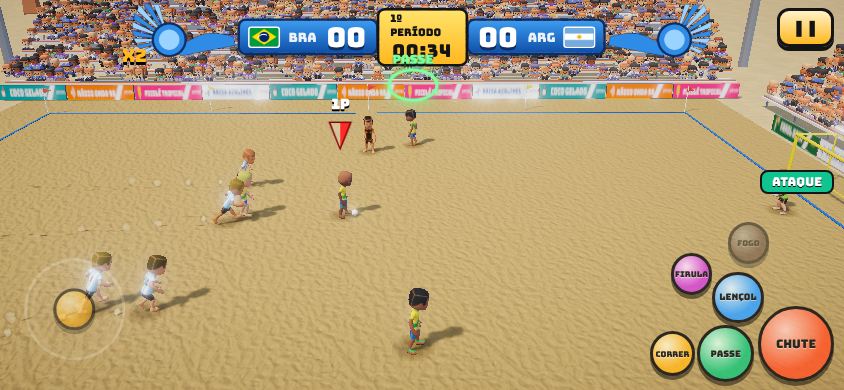 X2
BRA 00
1º
PERÍODO
00:34
00 ARG
PASSE
COCO GELADO
1P
ATAQUE
FOGO
FIRULA
LENÇOL
CORRER
PASSE
CHUTE